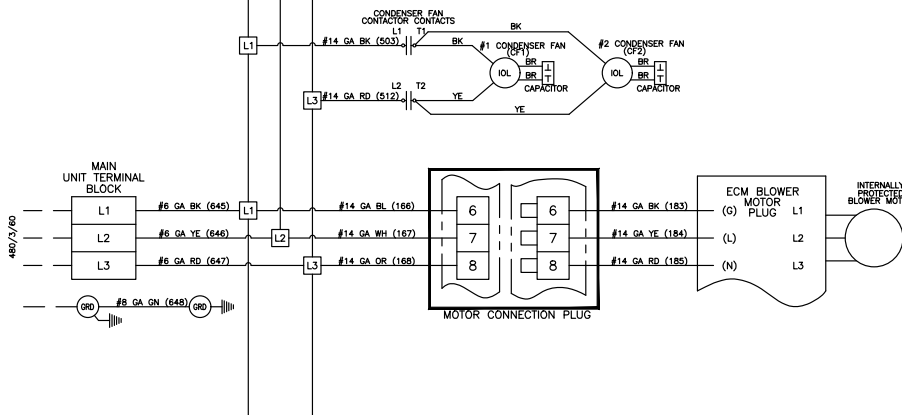 CONDENSER FAN
CONTACTOR CONTACTS
L1 T1
BK
L1
#14 GA BK (503)
BK
#1 CONDENSER FAN
(CF1)
#2 CONDENSER FAN
(CF2)
BR
BR
IOL
BR
BR
IOL
CAPACITOR
CAPACITOR
L3
#14 GA RD (512)
L2 T2
YE
YE
MAIN
UNIT TERMINAL
BLOCK
480/3/60
L1
#6 GA BK (645)
L1
#14 GA BL (166)
6
6
#14 GA BK (183)
L2
#6 GA YE (646)
L2
#14 GA WH (167)
7
7
#14 GA YE (184)
L3
#6 GA RD (647)
L3
#14 GA OR (168)
8
8
#14 GA RD (185)
GRD
#8 GA GN (648)
GRD
MOTOR CONNECTION PLUG
ECM BLOWER
MOTOR
PLUG
(G) L1
(L) L2
(N) L3
INTERNALLY
PROTECTED
BLOWER MOT